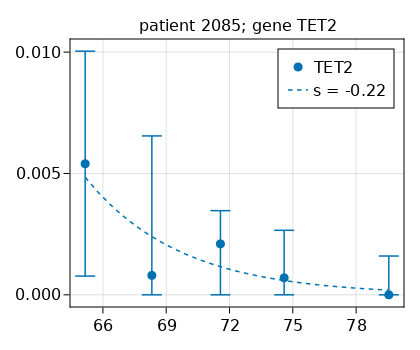 patient 2085; gene TET2
0.010
TET2
s = -0.22
0.005
0.000
66 69 72 75 78